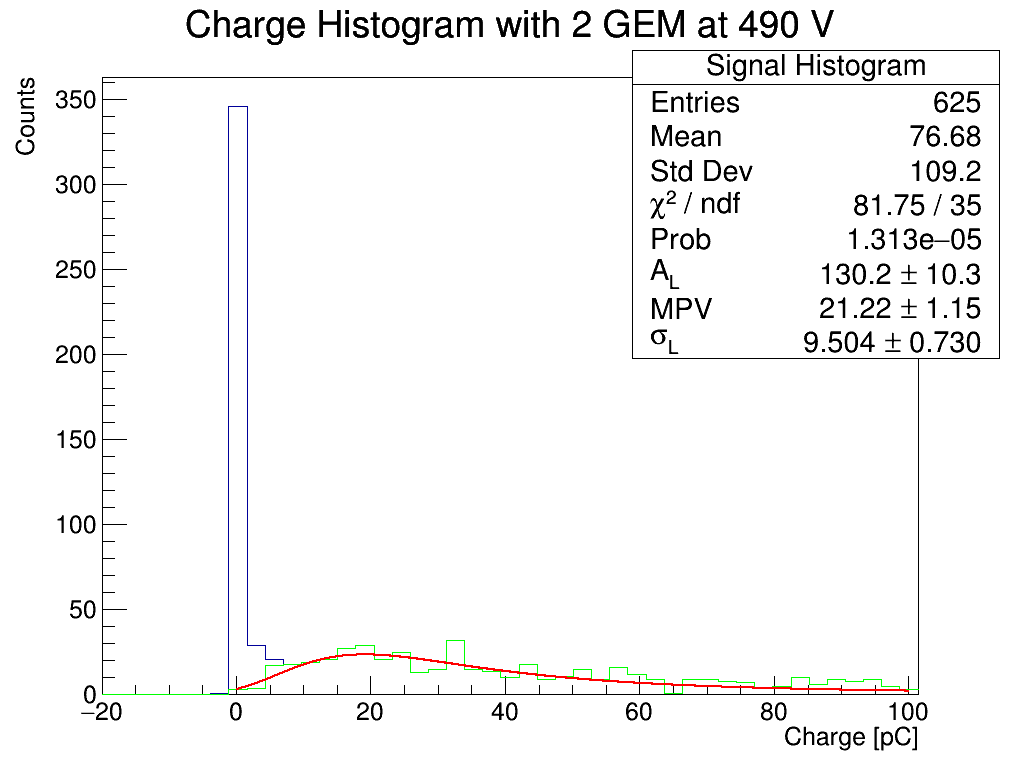 Charge Histogram with 2 GEM at 490 V
Counts
Signal Histogram
Entries 625
Mean 76.68
Std Dev 109.2
χ² / ndf 81.75 / 35
Prob 1.313e−05
A_L 130.2 ± 10.3
MPV 21.22 ± 1.15
σ_L 9.504 ± 0.730
350
300
250
200
150
100
50
0
−20 0 20 40 60 80 100
Charge [pC]